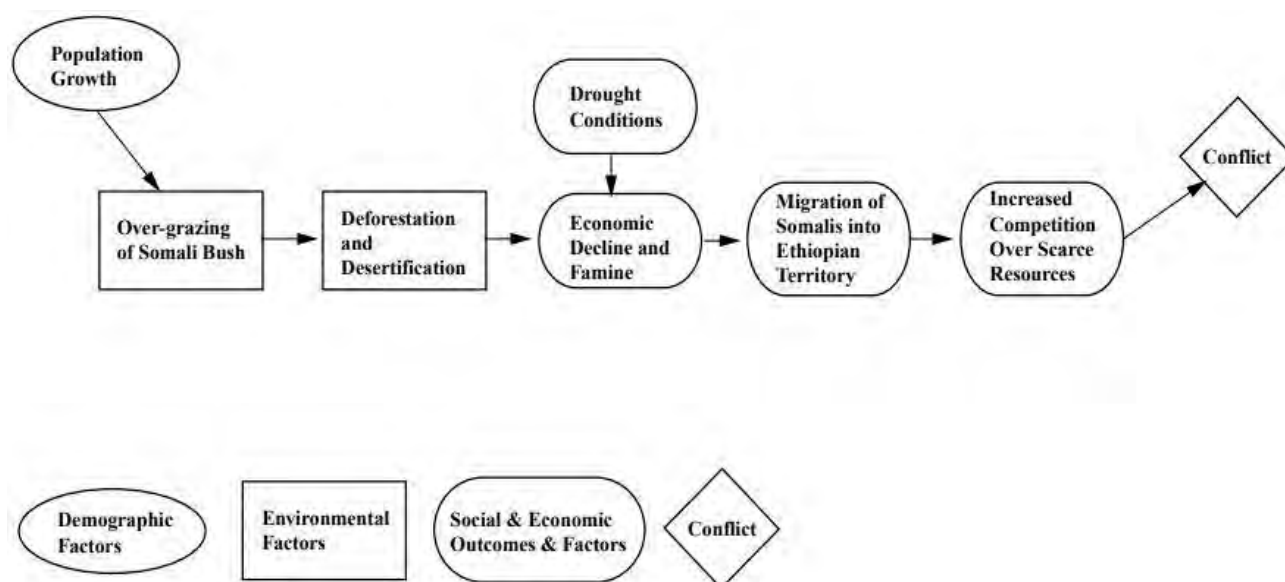 Population
Growth
Drought
Conditions
Conflict
Over-grazing
of Somali Bush
Deforestation
and
Desertification
Economic
Decline and
Famine
Migration of
Somalis into
Ethiopian
Territory
Increased
Competition
Over Scarce
Resources
Demographic
Factors
Environmental
Factors
Social & Economic
Outcomes & Factors
Conflict